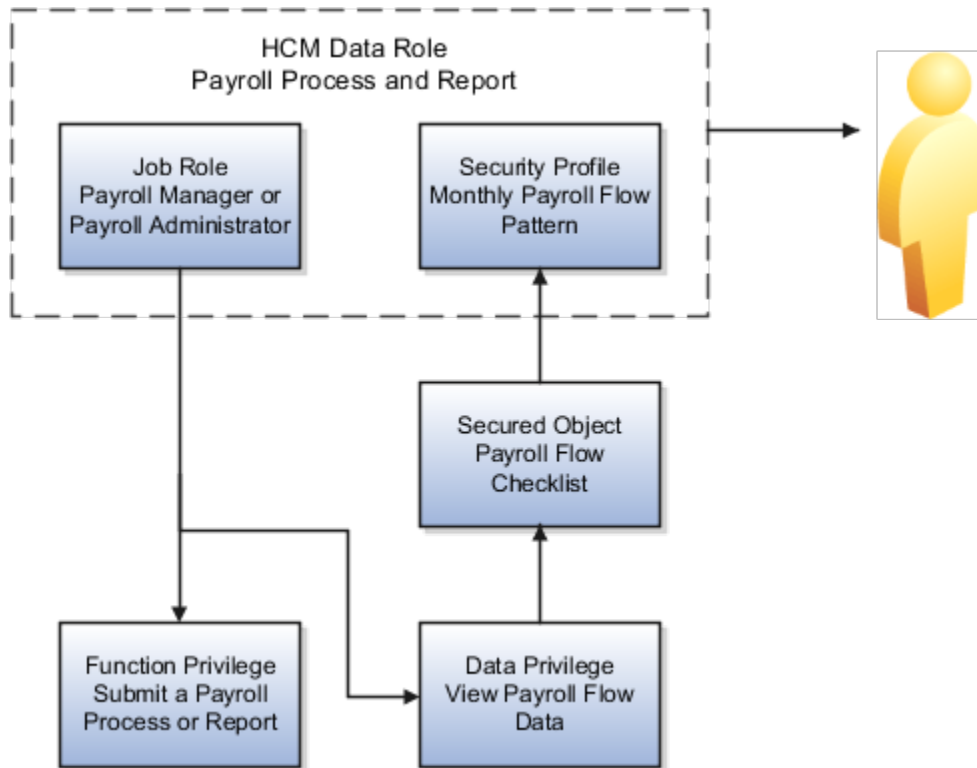 HCM Data Role
Payroll Process and Report
Job Role
Payroll Manager or
Payroll Administrator
Security Profile
Monthly Payroll Flow
Pattern
Secured Object
Payroll Flow
Checklist
Function Privilege
Submit a Payroll
Process or Report
Data Privilege
View Payroll Flow
Data